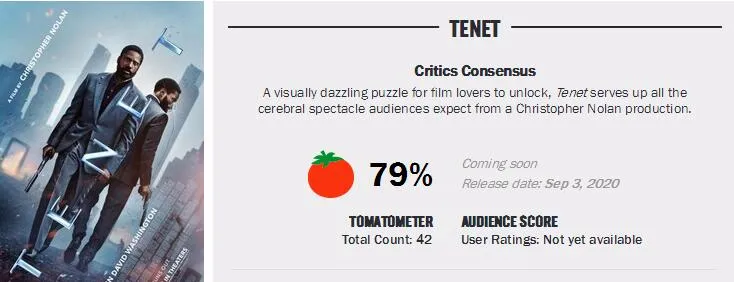 A FILM BY CHRISTOPHER NOLAN
TENET
DAVID WASHINGTON
IN THEATERS
TENET
Critics Consensus
A visually dazzling puzzle for film lovers to unlock, Tenet serves up all the
cerebral spectacle audiences expect from a Christopher Nolan production.
79%
Coming soon
Release date: Sep 3, 2020
TOMATOMETER
Total Count: 42
AUDIENCE SCORE
User Ratings: Not yet available